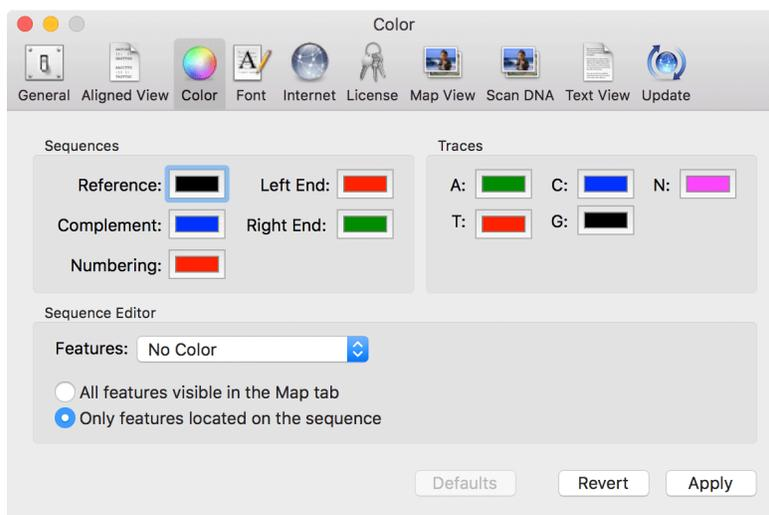 Color
General Aligned View Color Font Internet License Map View Scan DNA Text View Update
Sequences
Reference: Left End:
Complement: Right End:
Numbering:
Traces
A: C: N:
T: G:
Sequence Editor
Features: No Color
All features visible in the Map tab
Only features located on the sequence
Defaults Revert Apply